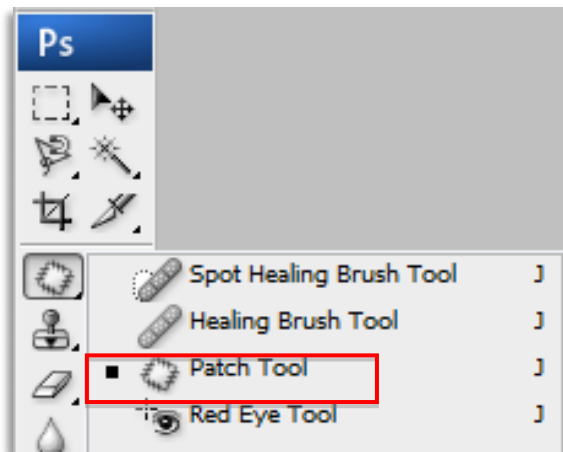 Ps
Spot Healing Brush Tool J
Healing Brush Tool J
Patch Tool J
Red Eye Tool J